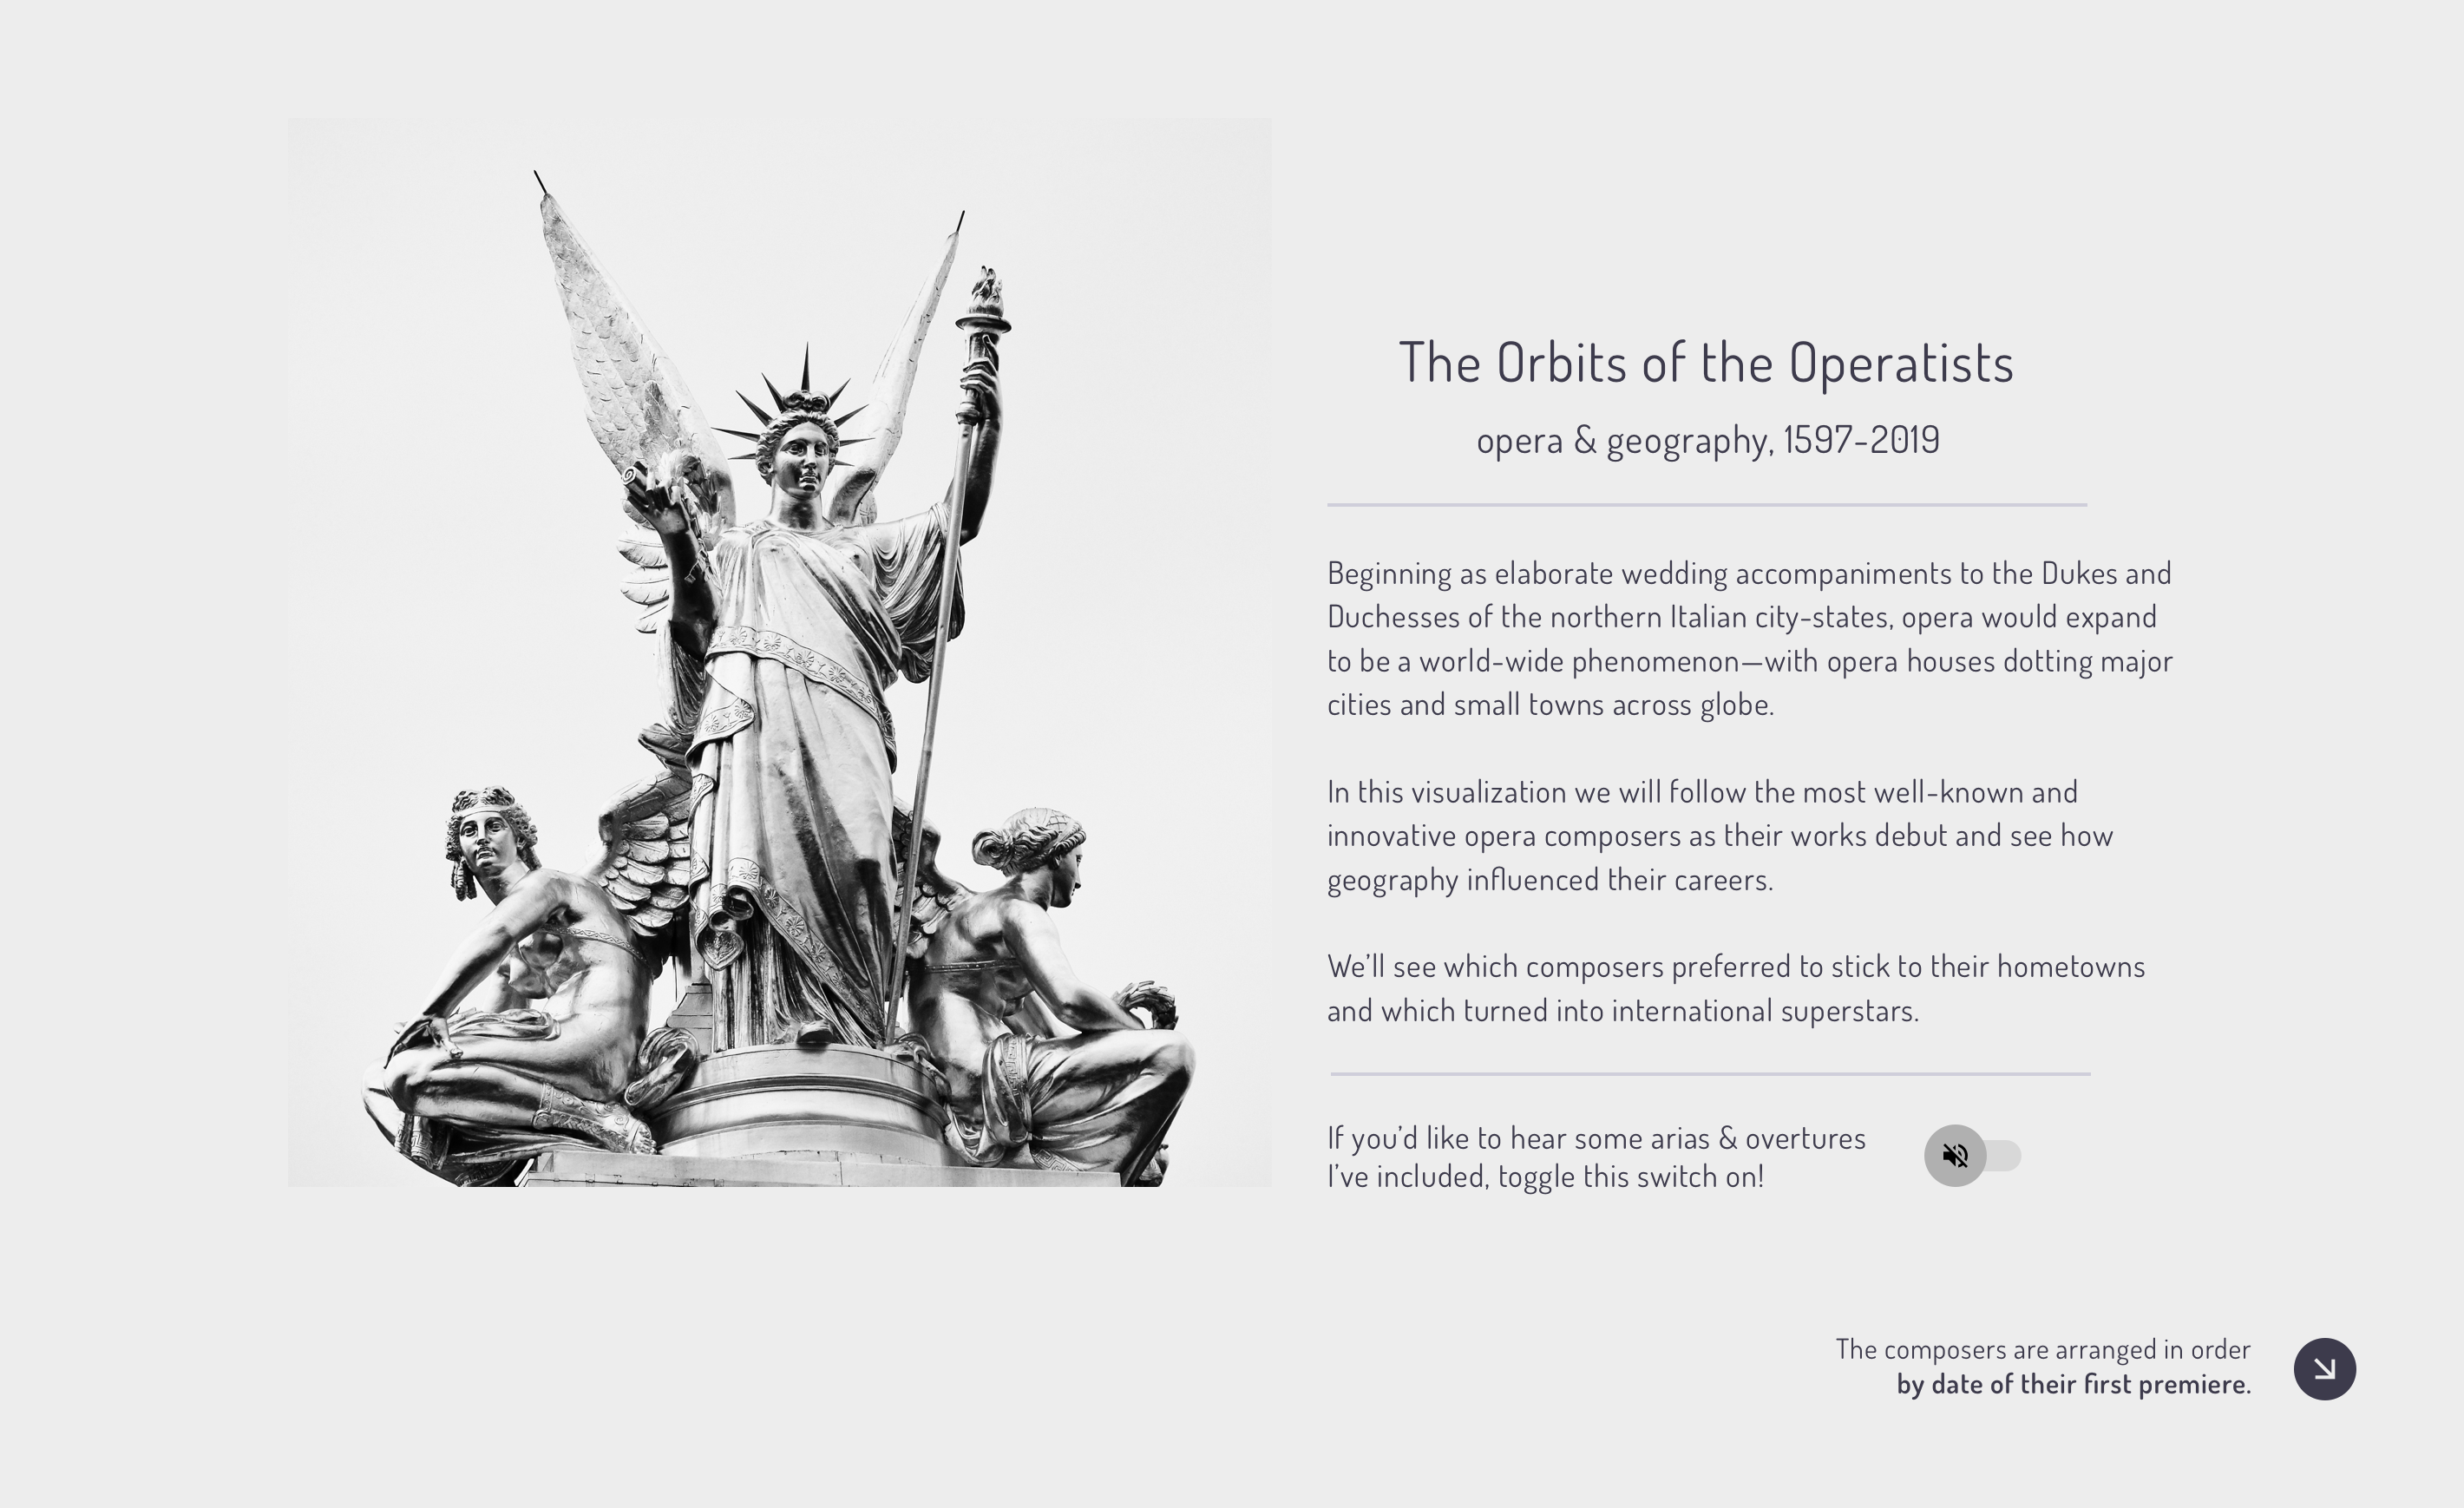 The Orbits of the Operatists
opera & geography, 1597-2019
Beginning as elaborate wedding accompaniments to the Dukes and
Duchesses of the northern Italian city-states, opera would expand
to be a world-wide phenomenon—with opera houses dotting major
cities and small towns across globe.
In this visualization we will follow the most well-known and
innovative opera composers as their works debut and see how
geography influenced their careers.
We’ll see which composers preferred to stick to their hometowns
and which turned into international superstars.
If you’d like to hear some arias & overtures
I’ve included, toggle this switch on!
The composers are arranged in order
by date of their first premiere.